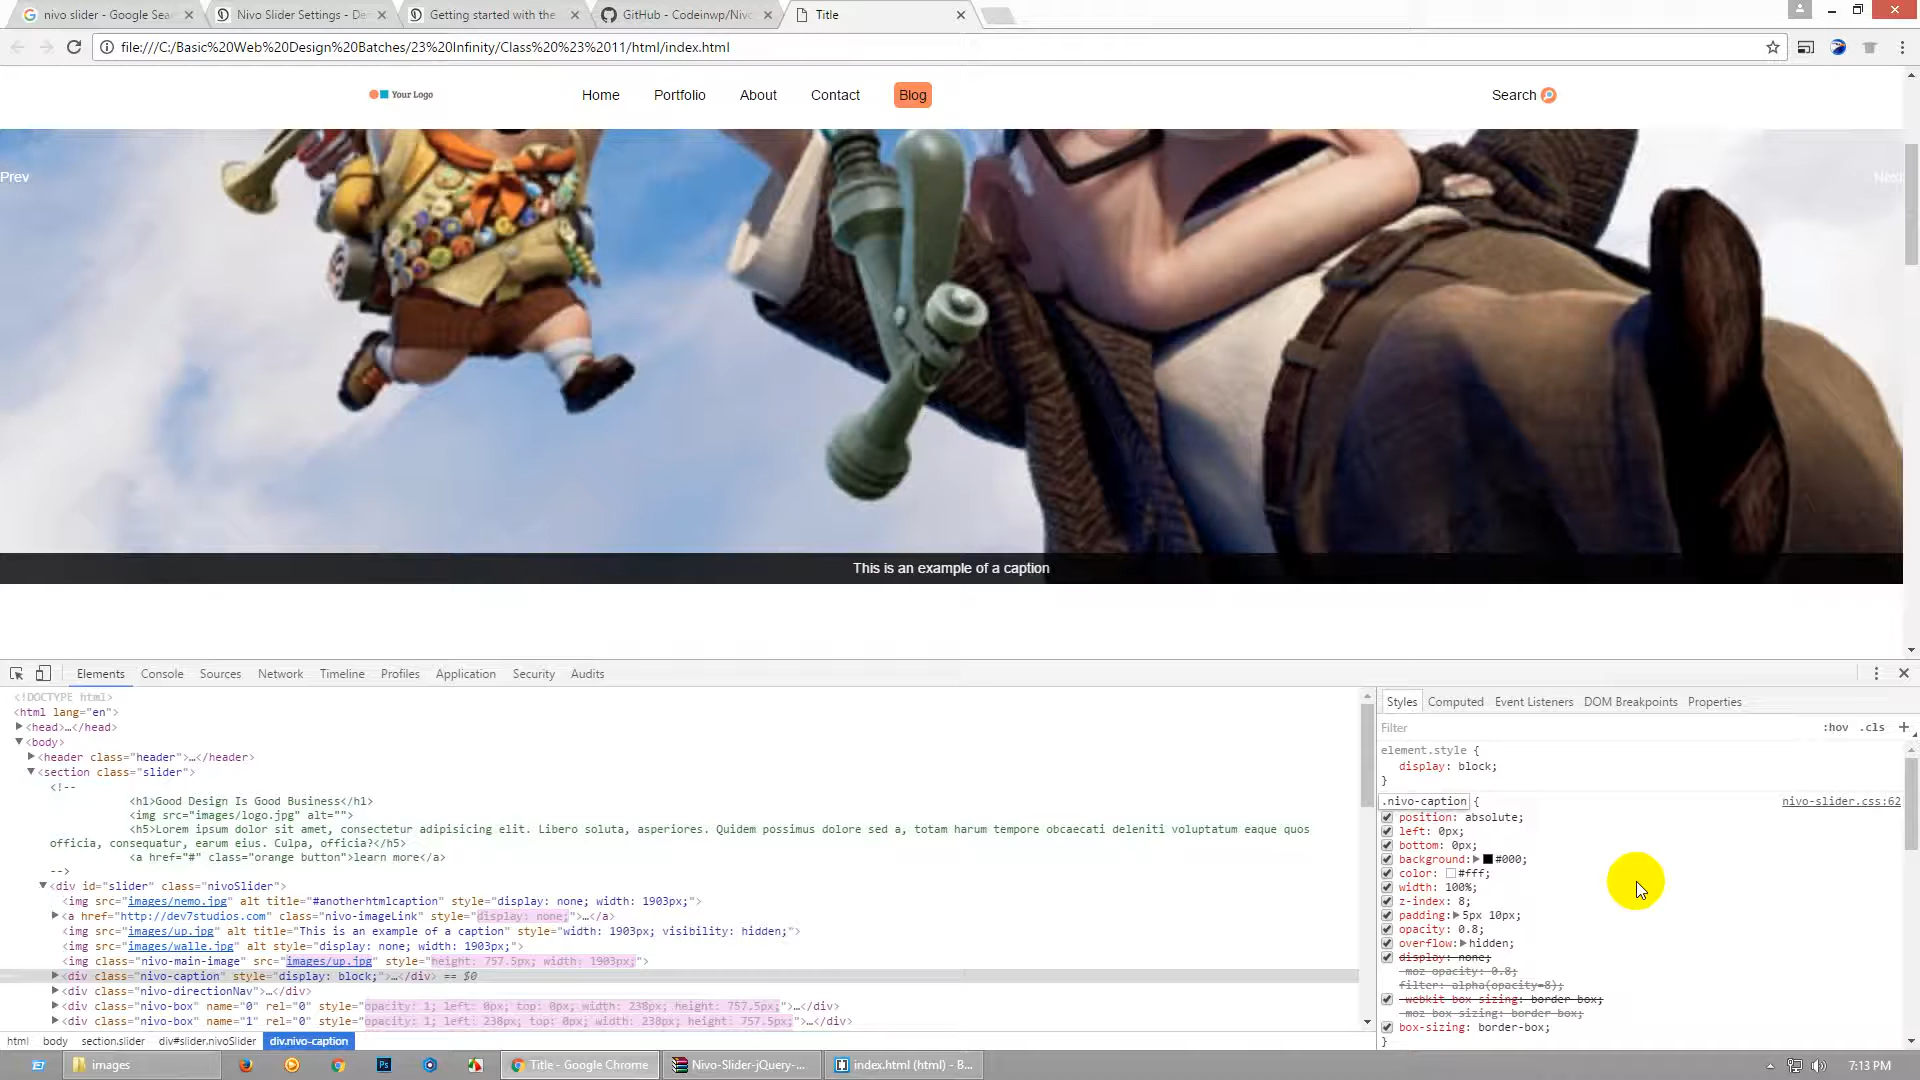 nivo slider - Google Sea
Nivo Slider Settings - De
Getting started with the
GitHub - Codeinwp/Nivo
Title
file:///C:/Basic%20Web%20Design%20Batches/23%20Infinity/Class%20%23%2011/html/index.html
Your Logo
Home
Portfolio
About
Contact
Blog
Search
Prev
Next
This is an example of a caption
Elements
Console
Sources
Network
Timeline
Profiles
Application
Security
Audits
<!DOCTYPE html>
<html lang="en">
<head>…</head>
<body>
<header class="header">…</header>
<section class="slider">
<!--
<h1>Good Design Is Good Business</h1>
<img src="images/logo.jpg" alt="">
<h5>Lorem ipsum dolor sit amet, consectetur adipisicing elit. Libero soluta, asperiores. Quidem possimus dolore sed a, totam harum tempore obcaecati deleniti voluptatum eaque quos
officia, consequatur, earum eius. Culpa, officia?</h5>
<a href="#" class="orange button">learn more</a>
-->
<div id="slider" class="nivoSlider">
<img src="images/nemo.jpg" alt title="#anotherhtmlcaption" style="display: none; width: 1903px;">
<a href="http://dev7studios.com" class="nivo-imageLink" style="display: none;">…</a>
<img src="images/up.jpg" alt title="This is an example of a caption" style="width: 1903px; visibility: hidden;">
<img src="images/walle.jpg" alt style="display: none; width: 1903px;">
<img class="nivo-main-image" src="images/up.jpg" style="height: 757.5px; width: 1903px;">
<div class="nivo-caption" style="display: block;">…</div> == $0
<div class="nivo-directionNav">…</div>
<div class="nivo-box" name="0" rel="0" style="opacity: 1; left: 0px; top: 0px; width: 238px; height: 757.5px;">…</div>
<div class="nivo-box" name="1" rel="0" style="opacity: 1; left: 238px; top: 0px; width: 238px; height: 757.5px;">…</div>
html
body
section.slider
div#slider.nivoSlider
div.nivo-caption
Styles
Computed
Event Listeners
DOM Breakpoints
Properties
Filter
:hov
.cls
+
element.style {
display: block;
}
.nivo-caption {
nivo-slider.css:62
position: absolute;
left: 0px;
bottom: 0px;
background: #000;
color: #fff;
width: 100%;
z-index: 8;
padding: 5px 10px;
opacity: 0.8;
overflow: hidden;
display: none;
-moz-opacity: 0.8;
filter: alpha(opacity=8);
-webkit-box-sizing: border-box;
-moz-box-sizing: border-box;
box-sizing: border-box;
}
images
Title - Google Chrome
Nivo-Slider-jQuery-...
index.html (html) - B...
7:13 PM